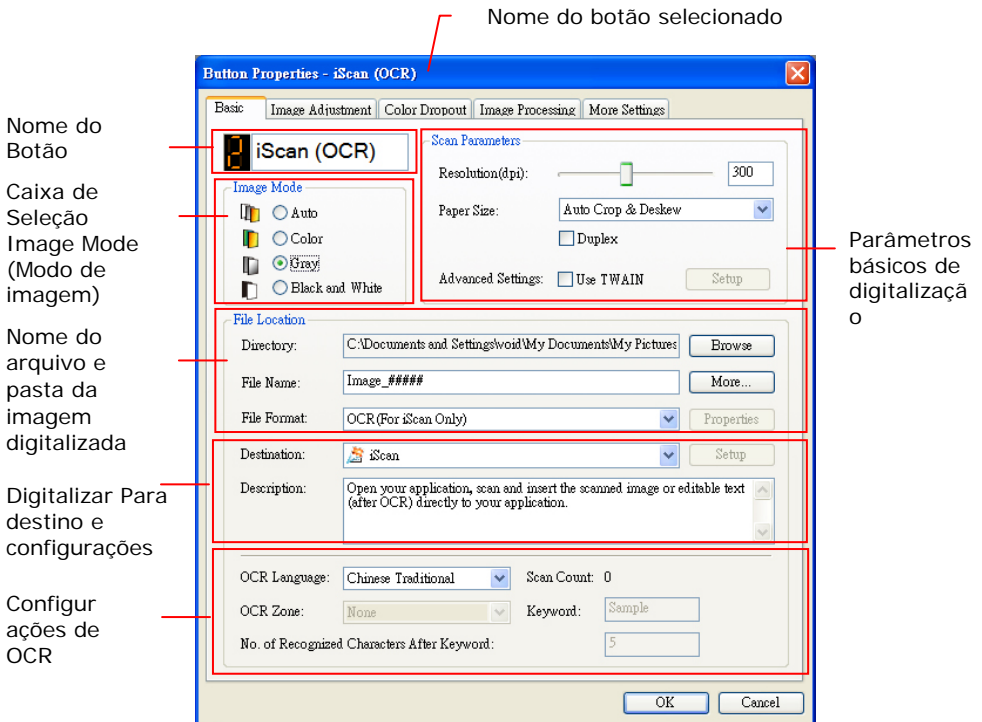 Nome do botão selecionado
Button Properties - iScan (OCR)
Basic Image Adjustment Color Dropout Image Processing More Settings
Nome do
Botão
2 iScan (OCR)
Caixa de
Seleção
Image Mode
(Modo de
imagem)
Image Mode
Auto
Color
Gray
Black and White
Scan Parameters
Resolution(dpi): 300
Paper Size: Auto Crop & Deskew
Duplex
Advanced Settings: Use TWAIN Setup
Parâmetros
básicos de
digitalizaçã
o
Nome do
arquivo e
pasta da
imagem
digitalizada
File Location
Directory: C:\Documents and Settings\void\My Documents\My Pictures Browse
File Name: Image_##### More...
File Format: OCR(For iScan Only) Properties
Digitalizar Para
destino e
configurações
Destination: iScan Setup
Description: Open your application, scan and insert the scanned image or editable text
(after OCR) directly to your application.
Configur
ações de
OCR
OCR Language: Chinese Traditional Scan Count: 0
OCR Zone: None Keyword: Sample
No. of Recognized Characters After Keyword: 5
OK Cancel